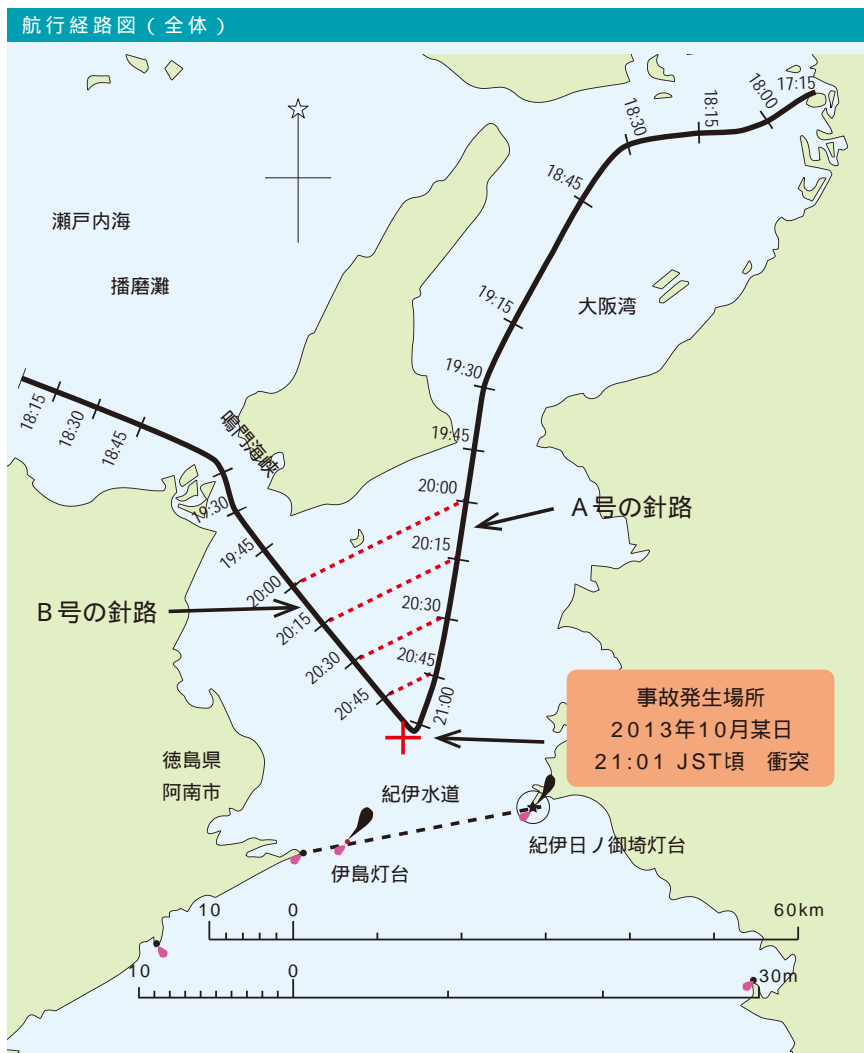 航行経路図（全体）
17:15
18:00
18:15
18:30
18:45
瀬戸内海
播磨灘
大阪湾
19:15
19:30
19:45
18:15
18:30
18:45
鳴門海峡
20:00
A号の針路
19:30
20:15
19:45
20:00
20:30
B号の針路
20:15
20:45
20:30
20:45
21:00
事故発生場所
2013年10月某日
21:01 JST頃　衝突
徳島県
阿南市
紀伊水道
伊島灯台
紀伊日ノ御埼灯台
10 0 60km
10 0 30m